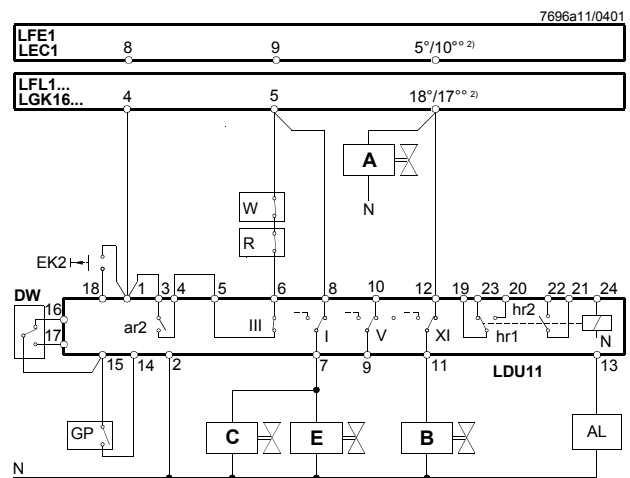 7696a11/0401
LFE1
LEC1
8 9 5°/10°° 2)
LFL1...
LGK16...
4 5 18°/17°° 2)
A
N
W
R
EK2
DW
18 1 3 4 5 6 8 10 12 19 23 20 22 21 24
16
17
ar2 III I V XI hr1 hr2 N
15 14 2 7 9 11 LDU11 13
GP C E B AL
N